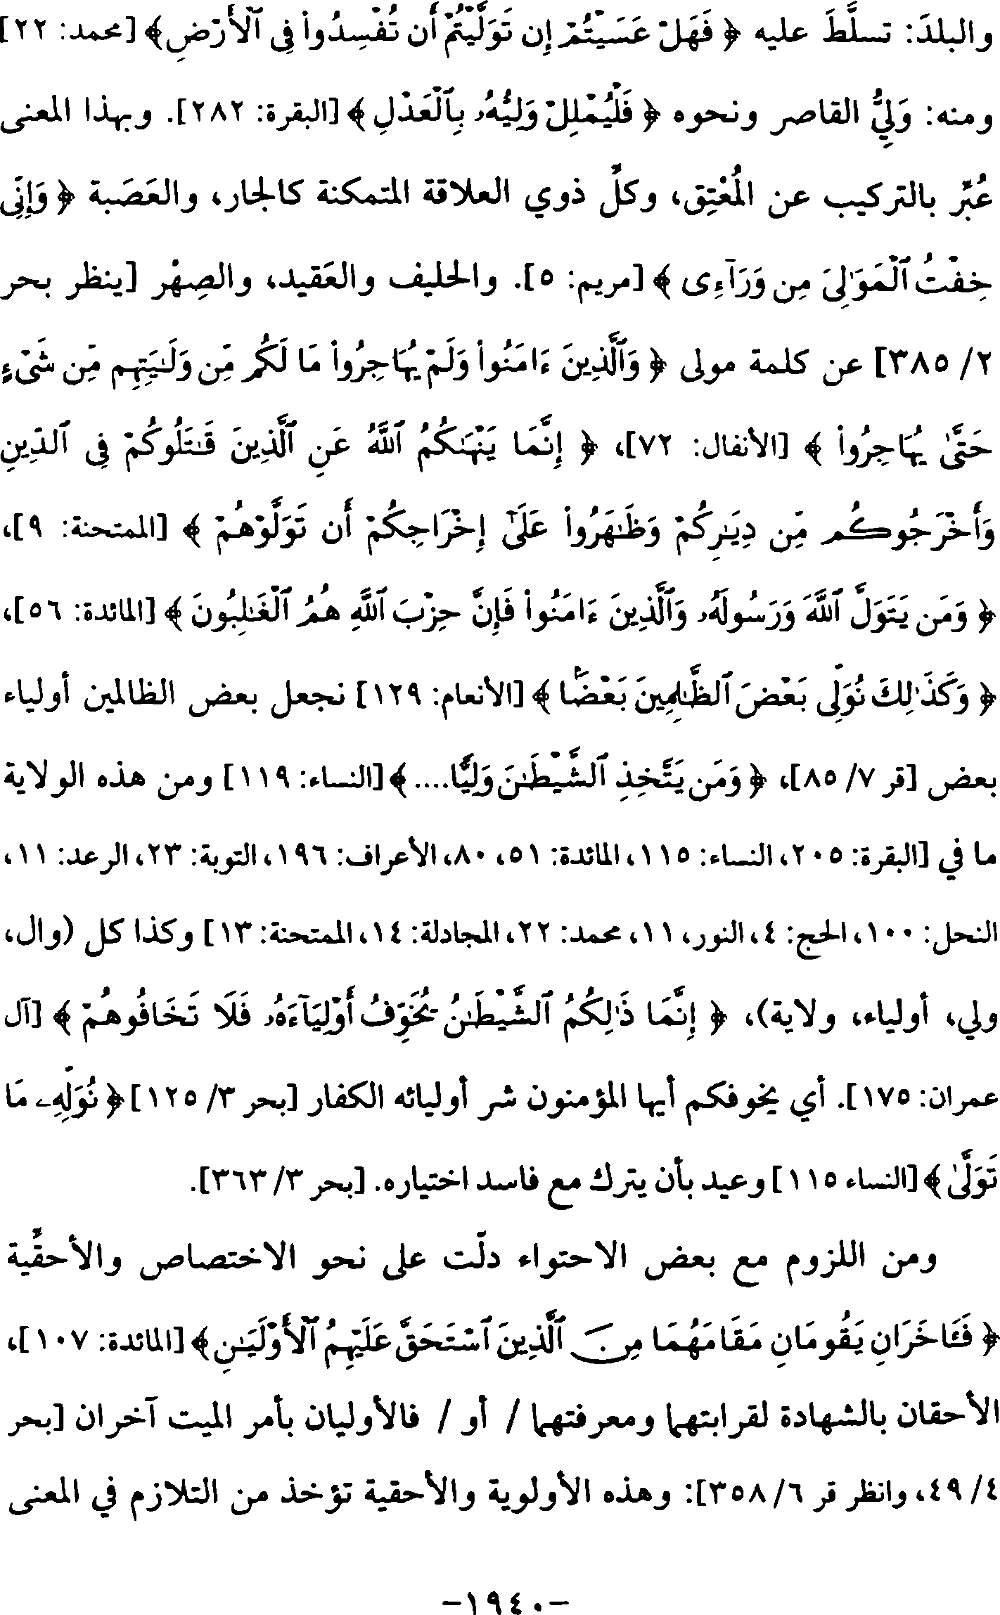 والبلدَ: تسلَّطَ عليه ﴿ فَهَلْ عَسَيْتُمْ إِن تَوَلَّيْتُمْ أَن تُفْسِدُوا۟ فِى ٱلْأَرْضِ﴾ [محمد: ٢٢]
ومنه: وَلِيُّ القاصر ونحوه ﴿ فَلْيُمْلِلْ وَلِيُّهُۥ بِٱلْعَدْلِ ﴾ [البقرة: ٢٨٢]. وبهذا المعنى
عُبِّر بالتركيب عن المُعْتِق، وكلِّ ذوي العلاقة المتمكنة كالجار، والعَصَبة ﴿ وَإِنِّى
خِفْتُ ٱلْمَوَٰلِىَ مِن وَرَآءِى ﴾ [مريم: ٥]. والحليف والعَقيد، والصِهْر [ينظر بحر
٢/ ٣٨٥] عن كلمة مولى ﴿ وَٱلَّذِينَ ءَامَنُوا۟ وَلَمْ يُهَاجِرُوا۟ مَا لَكُم مِّن وَلَـٰيَتِهِم مِّن شَىْءٍ
حَتَّىٰ يُهَاجِرُوا۟ ﴾ [الأنفال: ٧٢]، ﴿ إِنَّمَا يَنْهَىٰكُمُ ٱللَّهُ عَنِ ٱلَّذِينَ قَـٰتَلُوكُمْ فِى ٱلدِّينِ
وَأَخْرَجُوكُم مِّن دِيَـٰرِكُمْ وَظَـٰهَرُوا۟ عَلَىٰٓ إِخْرَاجِكُمْ أَن تَوَلَّوْهُمْ ﴾ [الممتحنة: ٩]،
﴿ وَمَن يَتَوَلَّ ٱللَّهَ وَرَسُولَهُۥ وَٱلَّذِينَ ءَامَنُوا۟ فَإِنَّ حِزْبَ ٱللَّهِ هُمُ ٱلْغَـٰلِبُونَ ﴾ [المائدة: ٥٦]،
﴿ وَكَذَٰلِكَ نُوَلِّى بَعْضَ ٱلظَّـٰلِمِينَ بَعْضًۢا ﴾ [الأنعام: ١٢٩] نجعل بعض الظالمين أولياء
بعض [قر ٧/ ٨٥]، ﴿ وَمَن يَتَّخِذِ ٱلشَّيْطَـٰنَ وَلِيًّا....﴾ [النساء: ١١٩] ومن هذه الولاية
ما في [البقرة: ٢٠٥، النساء: ١١٥، المائدة: ٥١، ٨٠، الأعراف: ١٩٦، التوبة: ٢٣، الرعد: ١١،
النحل: ١٠٠، الحج: ٤، النور، ١١، محمد: ٢٢، المجادلة: ١٤، الممتحنة: ١٣] وكذا كل (وال،
ولي، أولياء، ولاية)، ﴿ إِنَّمَا ذَٰلِكُمُ ٱلشَّيْطَـٰنُ يُخَوِّفُ أَوْلِيَآءَهُۥ فَلَا تَخَافُوهُمْ ﴾ [آل
عمران: ١٧٥]. أي يخوفكم أيها المؤمنون شر أوليائه الكفار [بحر ٣/ ١٢٥] ﴿ نُوَلِّهِۦ مَا
تَوَلَّىٰ ﴾ [النساء ١١٥] وعيد بأن يترك مع فاسد اختياره. [بحر ٣/ ٣٦٣].
ومن اللزوم مع بعض الاحتواء دلّت على نحو الاختصاص والأحقِّية
﴿ فَـَٔاخَرَانِ يَقُومَانِ مَقَامَهُمَا مِنَ ٱلَّذِينَ ٱسْتَحَقَّ عَلَيْهِمُ ٱلْأَوْلَيَـٰنِ ﴾ [المائدة: ١٠٧]،
الأحقان بالشهادة لقرابتهما ومعرفتهما / أو / فالأوليان بأمر الميت آخران [بحر
٤/ ٤٩، وانظر قر ٦/ ٣٥٨]: وهذه الأولوية والأحقية تؤخذ من التلازم في المعنى
-١٩٤٠-